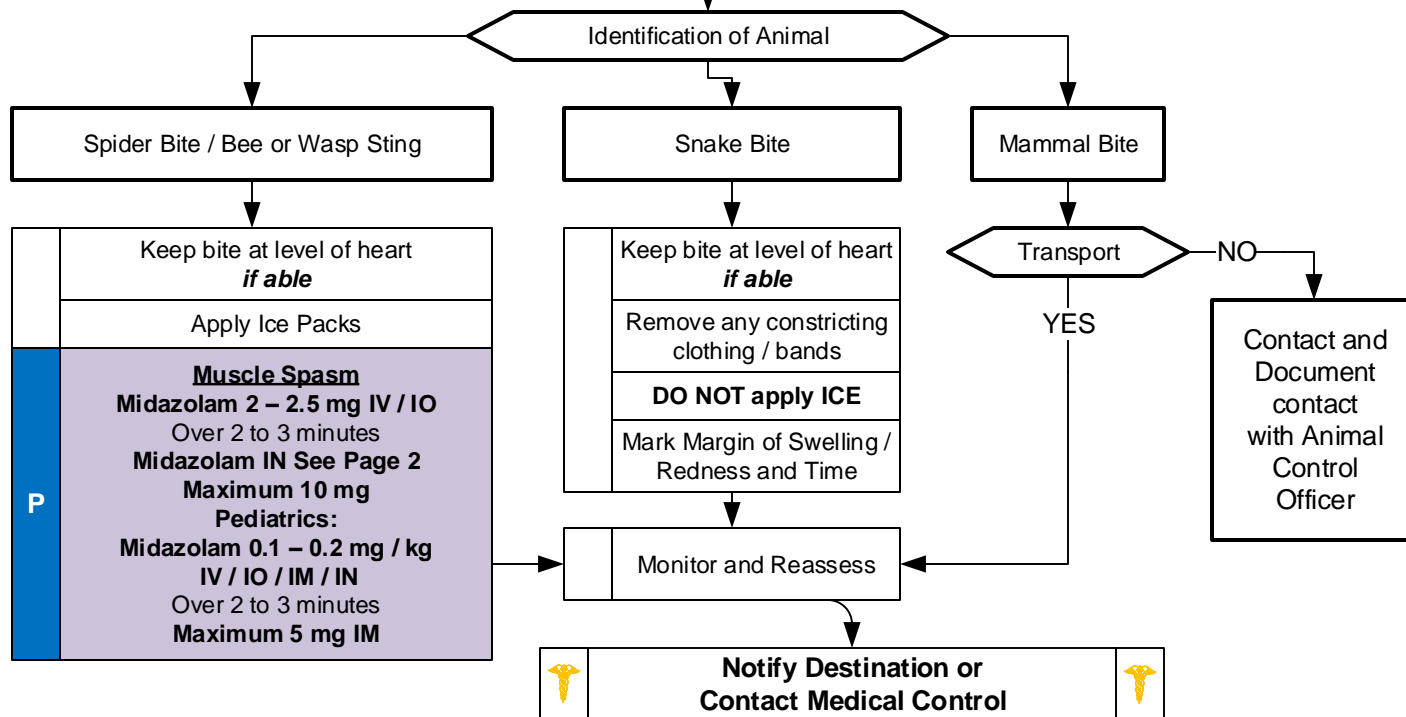 Identification of Animal
Spider Bite / Bee or Wasp Sting
Snake Bite
Mammal Bite
Keep bite at level of heart
if able
Apply Ice Packs
P
Muscle Spasm
Midazolam 2 – 2.5 mg IV / IO
Over 2 to 3 minutes
Midazolam IN See Page 2
Maximum 10 mg
Pediatrics:
Midazolam 0.1 – 0.2 mg / kg
IV / IO / IM / IN
Over 2 to 3 minutes
Maximum 5 mg IM
Keep bite at level of heart
if able
Remove any constricting
clothing / bands
DO NOT apply ICE
Mark Margin of Swelling /
Redness and Time
Transport
NO
YES
Contact and
Document
contact
with Animal
Control
Officer
Monitor and Reassess
Notify Destination or
Contact Medical Control